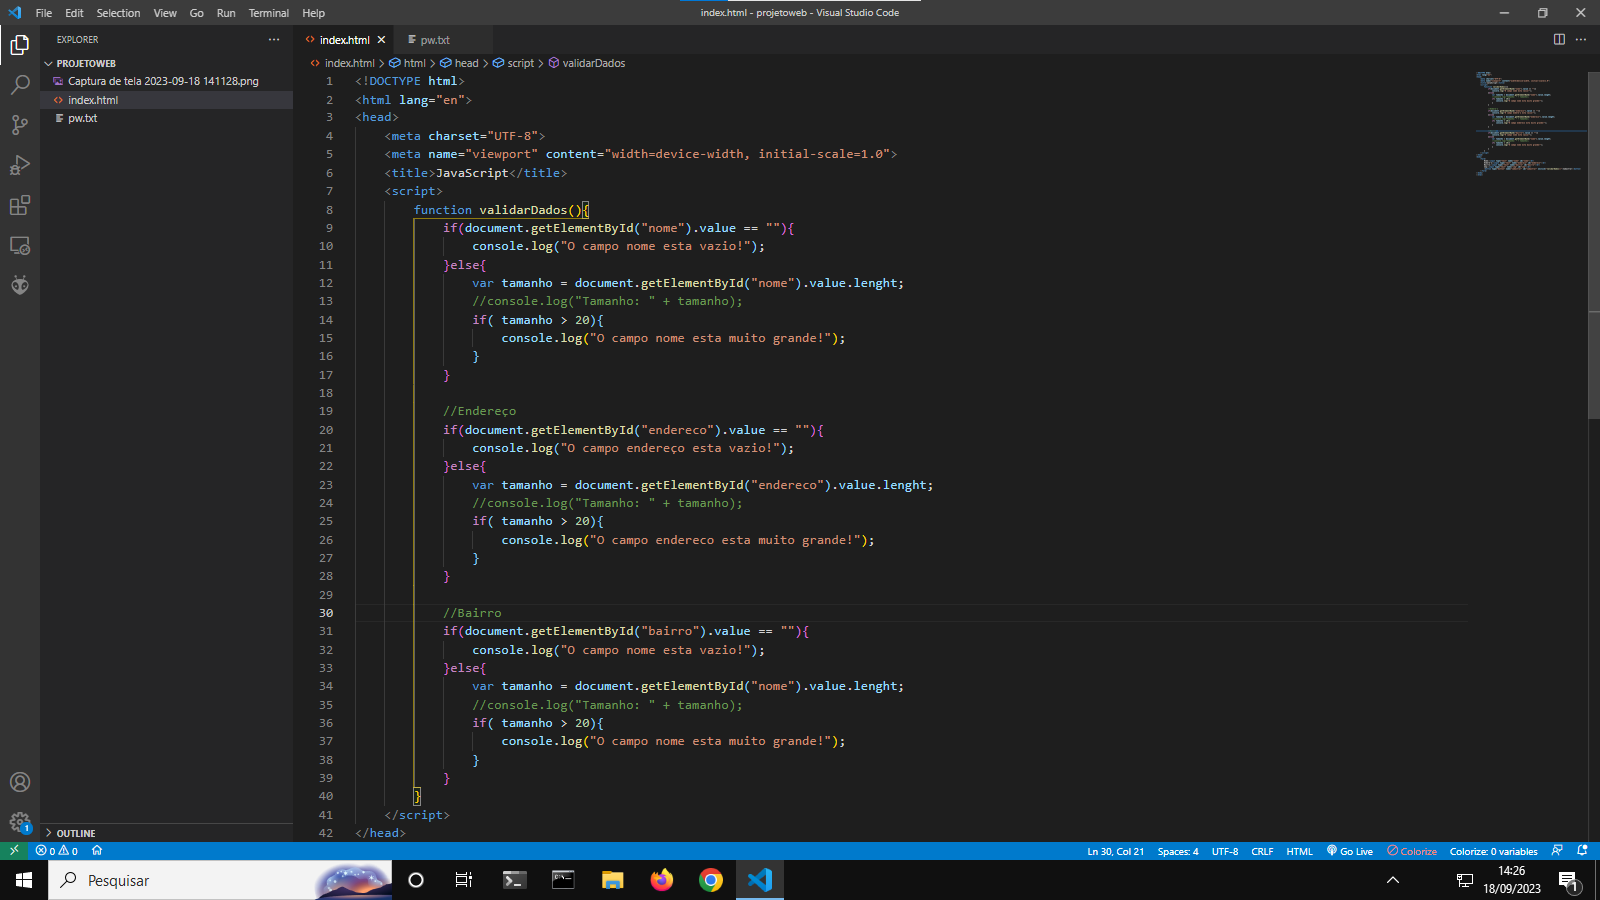 File Edit Selection View Go Run Terminal Help
index.html - projetoweb - Visual Studio Code
EXPLORER
PROJETOWEB
Captura de tela 2023-09-18 141128.png
index.html
pw.txt
OUTLINE
index.html
pw.txt
index.html > html > head > script > validarDados
1 <!DOCTYPE html>
2 <html lang="en">
3 <head>
4 <meta charset="UTF-8">
5 <meta name="viewport" content="width=device-width, initial-scale=1.0">
6 <title>JavaScript</title>
7 <script>
8 function validarDados(){
9 if(document.getElementById("nome").value == ""){
10 console.log("O campo nome esta vazio!");
11 }else{
12 var tamanho = document.getElementById("nome").value.lenght;
13 //console.log("Tamanho: " + tamanho);
14 if( tamanho > 20){
15 console.log("O campo nome esta muito grande!");
16 }
17 }
18
19 //Endereço
20 if(document.getElementById("endereco").value == ""){
21 console.log("O campo endereço esta vazio!");
22 }else{
23 var tamanho = document.getElementById("endereco").value.lenght;
24 //console.log("Tamanho: " + tamanho);
25 if( tamanho > 20){
26 console.log("O campo endereco esta muito grande!");
27 }
28 }
29
30 //Bairro
31 if(document.getElementById("bairro").value == ""){
32 console.log("O campo nome esta vazio!");
33 }else{
34 var tamanho = document.getElementById("nome").value.lenght;
35 //console.log("Tamanho: " + tamanho);
36 if( tamanho > 20){
37 console.log("O campo nome esta muito grande!");
38 }
39 }
40 }
41 </script>
42 </head>
1
0 0
Ln 30, Col 21 Spaces: 4 UTF-8 CRLF HTML Go Live Colorize Colorize: 0 variables
Pesquisar
14:26
18/09/2023
1